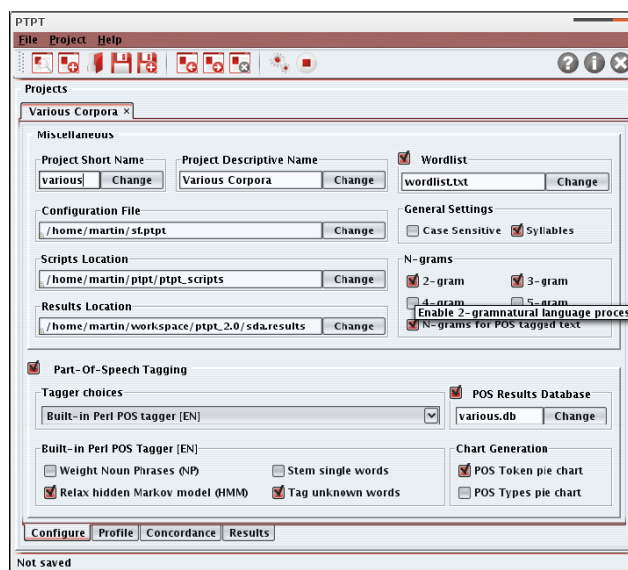 PTPT
File Project Help
Projects
Various Corpora ×
Miscellaneous
Project Short Name Project Descriptive Name Wordlist
various Change Various Corpora Change wordlist.txt Change
Configuration File General Settings
/home/martin/sf.ptpt Change Case Sensitive Syllables
Scripts Location N-grams
/home/martin/ptpt/ptpt_scripts Change 2-gram 3-gram
4-gram 5-gram
Results Location Enable 2-gramnatural language proces
/home/martin/workspace/ptpt_2.0/sda.results Change N-grams for POS tagged text
Part-Of-Speech Tagging
Tagger choices POS Results Database
Built-in Perl POS tagger [EN] various.db Change
Built-in Perl POS Tagger [EN] Chart Generation
Weight Noun Phrases (NP) Stem single words POS Token pie chart
Relax hidden Markov model (HMM) Tag unknown words POS Types pie chart
Configure Profile Concordance Results
Not saved